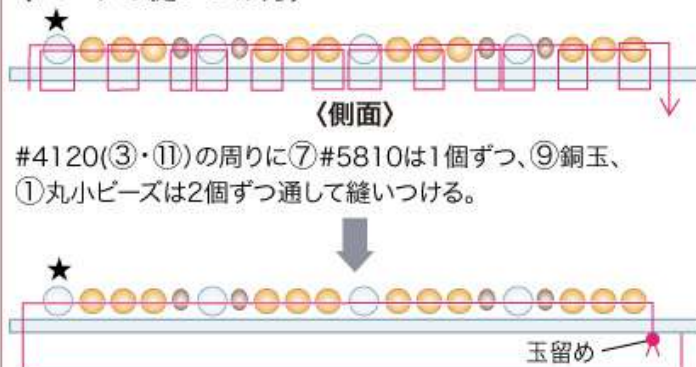 ★
〈側面〉
#4120(③・⑪)の周りに⑦#5810は1個ずつ、⑨銅玉、
①丸小ビーズは2個ずつ通して縫いつける。
★
玉留め